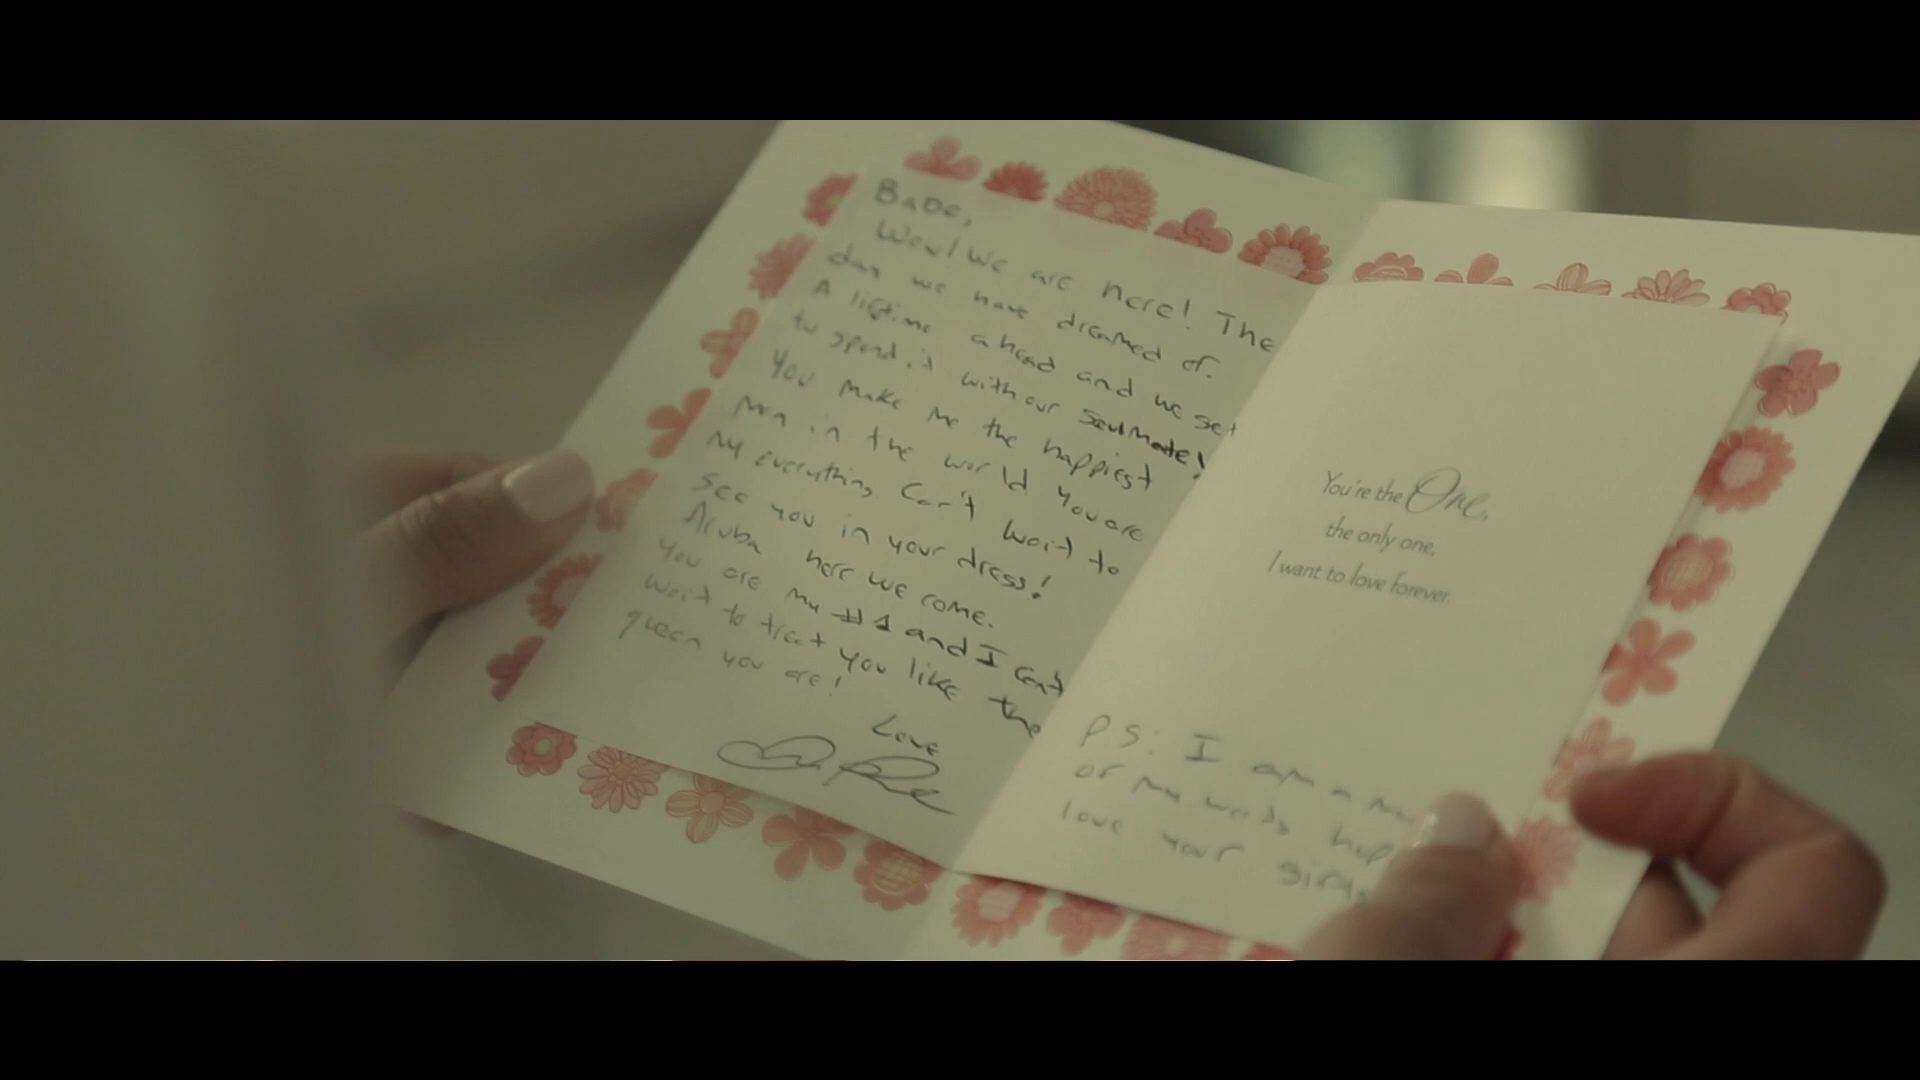 Babe,
Wow! We are here! The
day we have dreamed of.
A lifetime ahead and we get
to spend it with our Soulmate!
You make me the happiest
man in the world You are
my everything Can't wait to
see you in your dress!
Aruba here we come.
You are my #1 and I can't
wait to treat you like the
queen you are!
Love
You're the One,
the only one,
I want to love forever.
P.S: I am a
of my words
love your